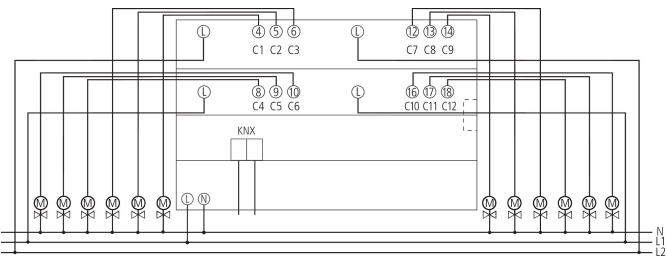 L ④ ⑤ ⑥ L ⑫ ⑬ ⑭
C1 C2 C3 C7 C8 C9
L ⑧ ⑨ ⑩ L ⑯ ⑰ ⑱
C4 C5 C6 C10 C11 C12
KNX
M M M M M M L N M M M M M M
N
L1
L2